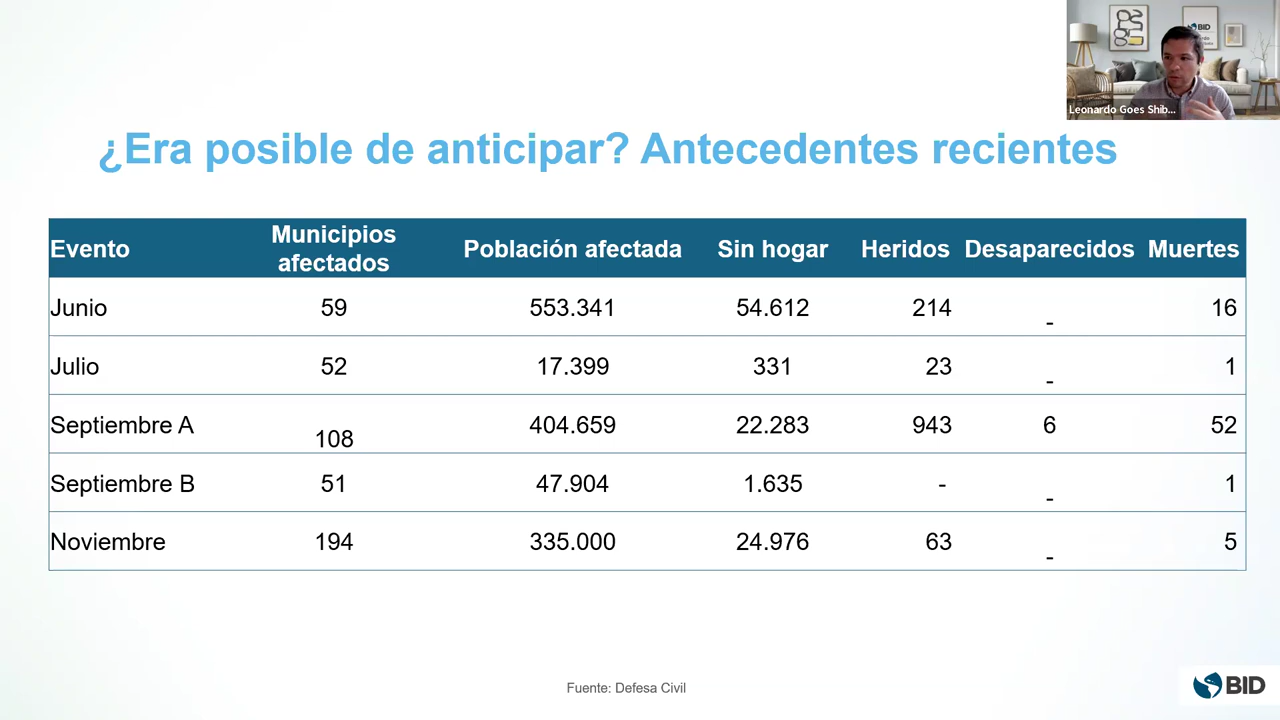 BID
Leonardo Goes Shib...
¿Era posible de anticipar? Antecedentes recientes
Evento Municipios afectados Población afectada Sin hogar Heridos Desaparecidos Muertes
Junio 59 553.341 54.612 214 - 16
Julio 52 17.399 331 23 - 1
Septiembre A 108 404.659 22.283 943 6 52
Septiembre B 51 47.904 1.635 - - 1
Noviembre 194 335.000 24.976 63 - 5
Fuente: Defesa Civil
BID